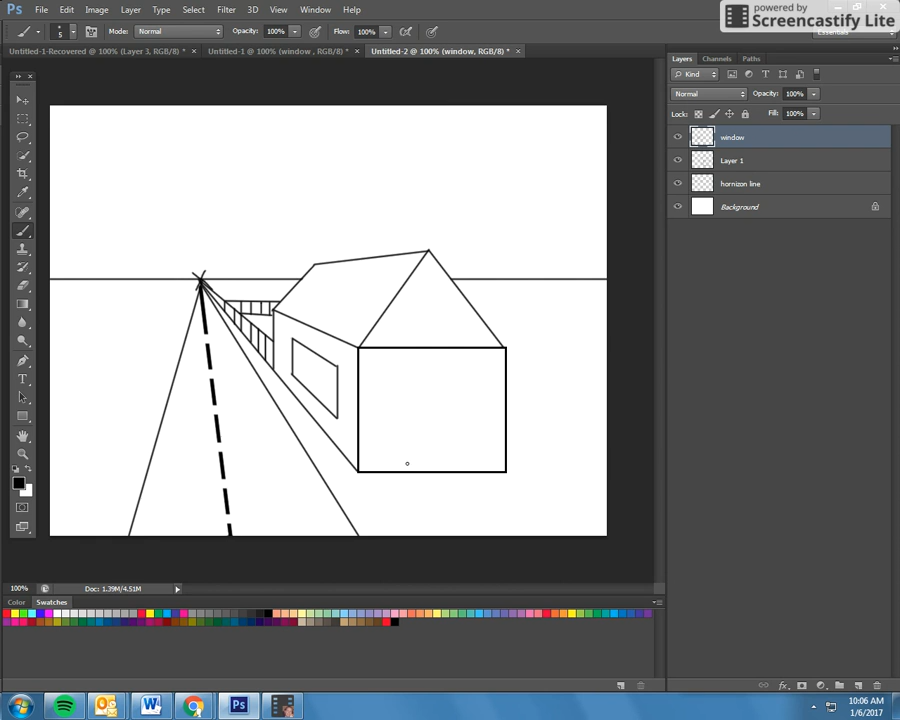 Ps File Edit Image Layer Type Select Filter 3D View Window Help
powered by
Screencastify Lite
5 Mode: Normal Opacity: 100% Flow: 100%
Untitled-1-Recovered @ 100% (Layer 3, RGB/8) * × Untitled-1 @ 100% (window , RGB/8) * × Untitled-2 @ 100% (window, RGB/8) * ×
Layers Channels Paths
Kind
Normal Opacity: 100%
Lock: Fill: 100%
window
Layer 1
hornizon line
Background
100% Doc: 1.39M/4.51M
Color Swatches
Ps
10:06 AM
1/6/2017